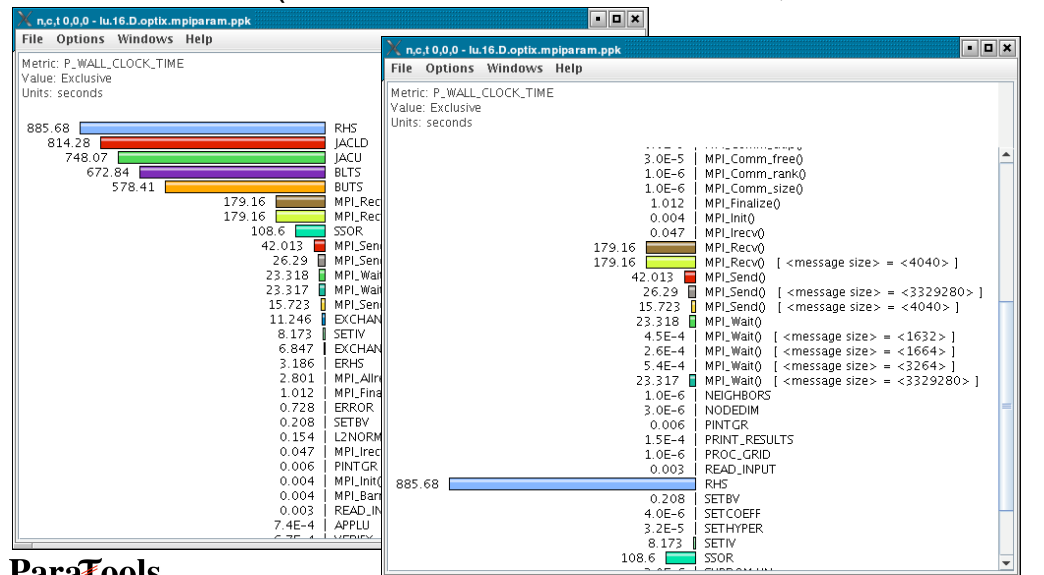 n,c,t 0,0,0 - lu.16.D.optix.mpiparam.ppk
File Options Windows Help
Metric: P_WALL_CLOCK_TIME
Value: Exclusive
Units: seconds
885.68 RHS
814.28 JACLD
748.07 JACU
672.84 BLTS
578.41 BUTS
179.16 MPI_Rec
179.16 MPI_Rec
108.6 SSOR
42.013 MPI_Sen
26.29 MPI_Sen
23.318 MPI_Wai
23.317 MPI_Wai
15.723 MPI_Sen
11.246 EXCHAN
8.173 SETIV
6.847 EXCHAN
3.186 ERHS
2.801 MPI_Allre
1.012 MPI_Fina
0.728 ERROR
0.208 SETBV
0.154 L2NORM
0.047 MPI_Irec
0.006 PINTGR
0.004 MPI_Init(
0.004 MPI_Barr
0.003 READ_IN
7.4E-4 APPLU
n,c,t 0,0,0 - lu.16.D.optix.mpiparam.ppk
File Options Windows Help
Metric: P_WALL_CLOCK_TIME
Value: Exclusive
Units: seconds
3.0E-5 MPI_Comm_free()
1.0E-6 MPI_Comm_rank()
1.0E-6 MPI_Comm_size()
1.012 MPI_Finalize()
0.004 MPI_Init()
0.047 MPI_Irecv()
179.16 MPI_Recv()
179.16 MPI_Recv() [ <message size> = <4040> ]
42.013 MPI_Send()
26.29 MPI_Send() [ <message size> = <3329280> ]
15.723 MPI_Send() [ <message size> = <4040> ]
23.318 MPI_Wait()
4.5E-4 MPI_Wait() [ <message size> = <1632> ]
2.6E-4 MPI_Wait() [ <message size> = <1664> ]
5.4E-4 MPI_Wait() [ <message size> = <3264> ]
23.317 MPI_Wait() [ <message size> = <3329280> ]
1.0E-6 NEIGHBORS
3.0E-6 NODEDIM
0.006 PINTGR
1.5E-4 PRINT_RESULTS
1.0E-6 PROC_GRID
0.003 READ_INPUT
885.68 RHS
0.208 SETBV
4.0E-6 SETCOEFF
3.2E-5 SETHYPER
8.173 SETIV
108.6 SSOR
ParaTools